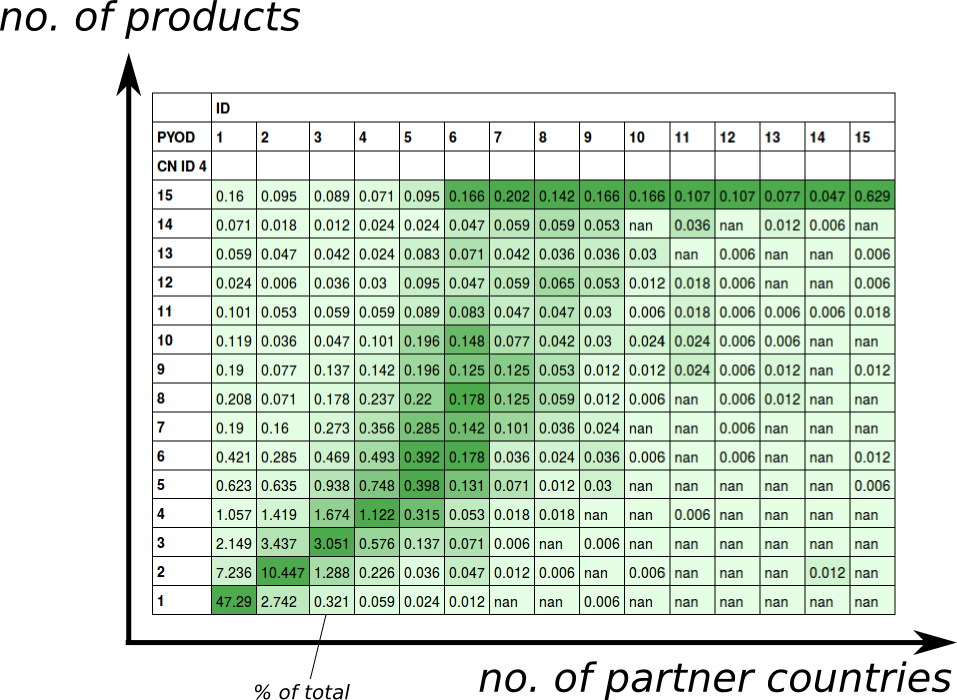 no. of products
ID
PYOD 1 2 3 4 5 6 7 8 9 10 11 12 13 14 15
CN ID 4
15 0.16 0.095 0.089 0.071 0.095 0.166 0.202 0.142 0.166 0.166 0.107 0.107 0.077 0.047 0.629
14 0.071 0.018 0.012 0.024 0.024 0.047 0.059 0.059 0.053 nan 0.036 nan 0.012 0.006 nan
13 0.059 0.047 0.042 0.024 0.083 0.071 0.042 0.036 0.036 0.03 nan 0.006 nan nan 0.006
12 0.024 0.006 0.036 0.03 0.095 0.047 0.059 0.065 0.053 0.012 0.018 0.006 nan nan 0.006
11 0.101 0.053 0.059 0.059 0.089 0.083 0.047 0.047 0.03 0.006 0.018 0.006 0.006 0.006 0.018
10 0.119 0.036 0.047 0.101 0.196 0.148 0.077 0.042 0.03 0.024 0.024 0.006 0.006 nan nan
9 0.19 0.077 0.137 0.142 0.196 0.125 0.125 0.053 0.012 0.012 0.024 0.006 0.012 nan 0.012
8 0.208 0.071 0.178 0.237 0.22 0.178 0.125 0.059 0.012 0.006 nan 0.006 0.012 nan nan
7 0.19 0.16 0.273 0.356 0.285 0.142 0.101 0.036 0.024 nan nan 0.006 nan nan nan
6 0.421 0.285 0.469 0.493 0.392 0.178 0.036 0.024 0.036 0.006 nan 0.006 nan nan 0.012
5 0.623 0.635 0.938 0.748 0.398 0.131 0.071 0.012 0.03 nan nan nan nan nan 0.006
4 1.057 1.419 1.674 1.122 0.315 0.053 0.018 0.018 nan nan 0.006 nan nan nan nan
3 2.149 3.437 3.051 0.576 0.137 0.071 0.006 nan 0.006 nan nan nan nan nan nan
2 7.236 10.447 1.288 0.226 0.036 0.047 0.012 0.006 nan 0.006 nan nan nan 0.012 nan
1 47.29 2.742 0.321 0.059 0.024 0.012 nan nan 0.006 nan nan nan nan nan nan
no. of partner countries
% of total